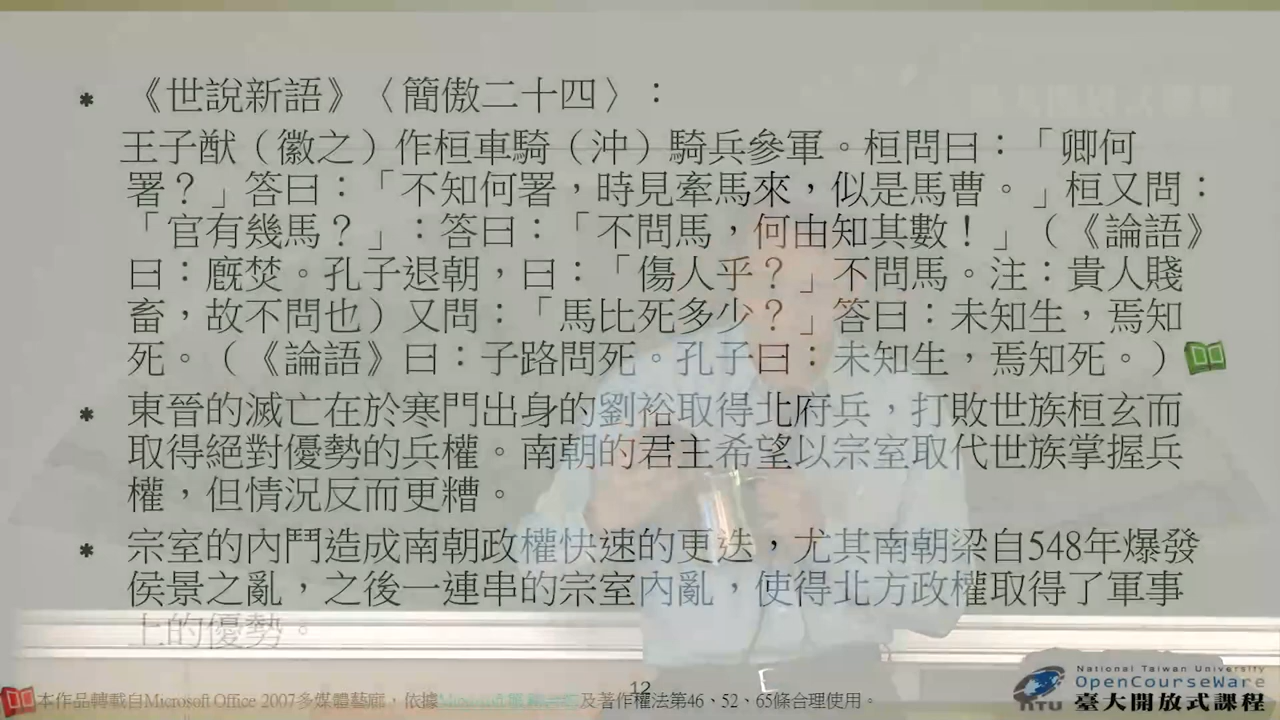 * 《世說新語》〈簡傲二十四〉：
王子猷（徽之）作桓車騎（沖）騎兵參軍。桓問曰：「卿何
署？」答曰：「不知何署，時見牽馬來，似是馬曹。」桓又問：
「官有幾馬？」：答曰：「不問馬，何由知其數！」（《論語》
曰：廐焚。孔子退朝，曰：「傷人乎？」不問馬。注：貴人賤
畜，故不問也）又問：「馬比死多少？」答曰：未知生，焉知
死。（《論語》曰：子路問死。孔子曰：未知生，焉知死。）
* 東晉的滅亡在於寒門出身的劉裕取得北府兵，打敗世族桓玄而
取得絕對優勢的兵權。南朝的君主希望以宗室取代世族掌握兵
權，但情況反而更糟。
* 宗室的內鬥造成南朝政權快速的更迭，尤其南朝梁自548年爆發
侯景之亂，之後一連串的宗室內亂，使得北方政權取得了軍事
上的優勢。
本作品轉載自Microsoft Office 2007多媒體藝廊，依據及著作權法第46、52、65條合理使用。
12
NTU
National Taiwan University
OpenCourseWare
臺大開放式課程